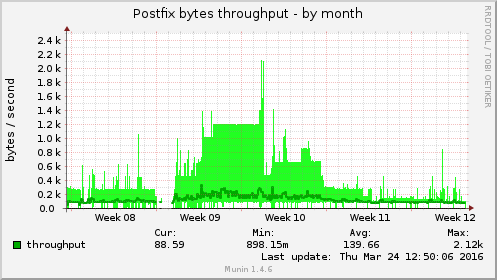 Postfix bytes throughput - by month
RRDTOOL / TOBI OETIKER
bytes / second
2.4 k
2.2 k
2.0 k
1.8 k
1.6 k
1.4 k
1.2 k
1.0 k
0.8 k
0.6 k
0.4 k
0.2 k
0.0
Week 08 Week 09 Week 10 Week 11 Week 12
Cur: Min: Avg: Max:
throughput 88.59 898.15m 139.66 2.12k
Last update: Thu Mar 24 12:50:06 2016
Munin 1.4.6